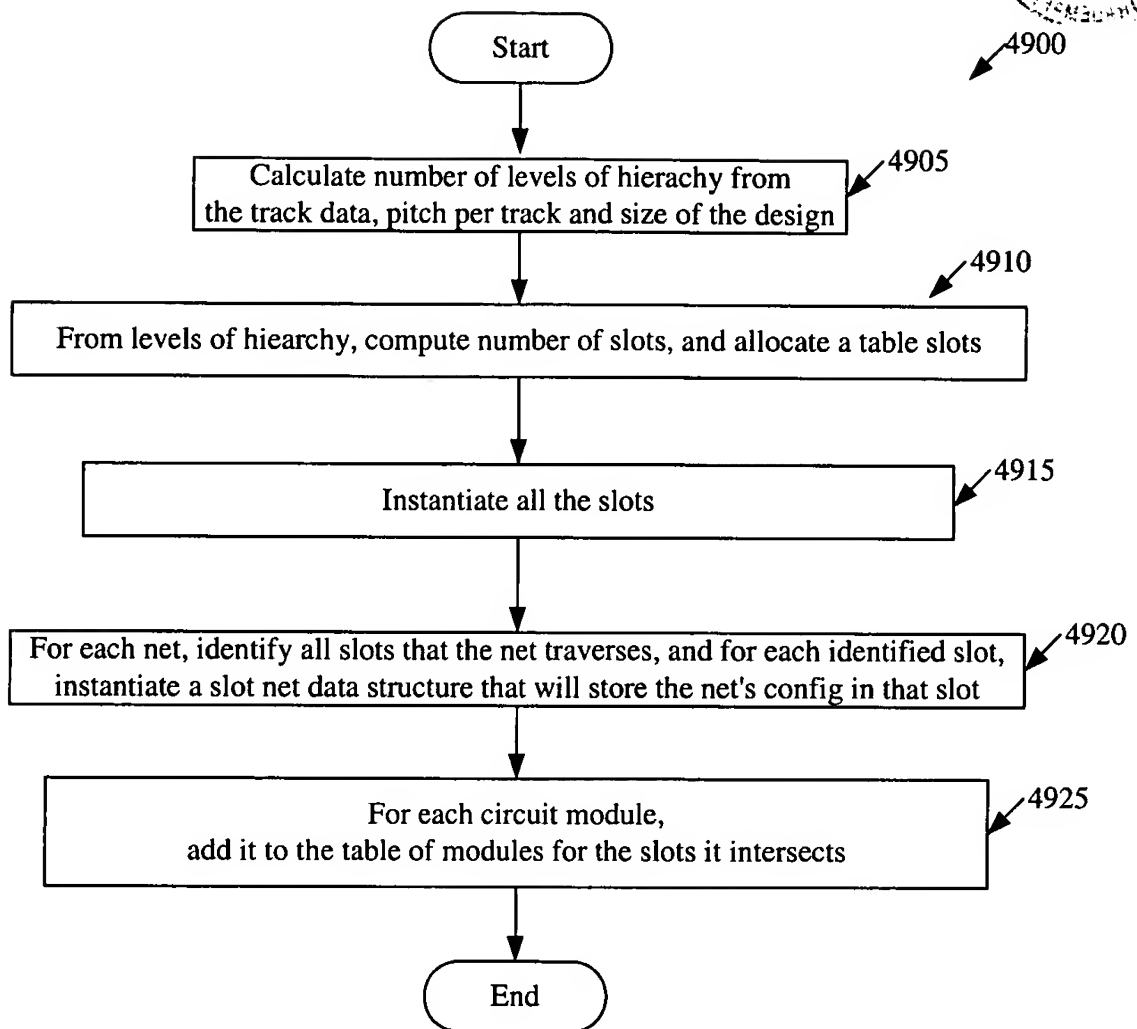 Start
4900
4905
Calculate number of levels of hierachy from
the track data, pitch per track and size of the design
4910
From levels of hiearchy, compute number of slots, and allocate a table slots
4915
Instantiate all the slots
4920
For each net, identify all slots that the net traverses, and for each identified slot,
instantiate a slot net data structure that will store the net's config in that slot
4925
For each circuit module,
add it to the table of modules for the slots it intersects
End